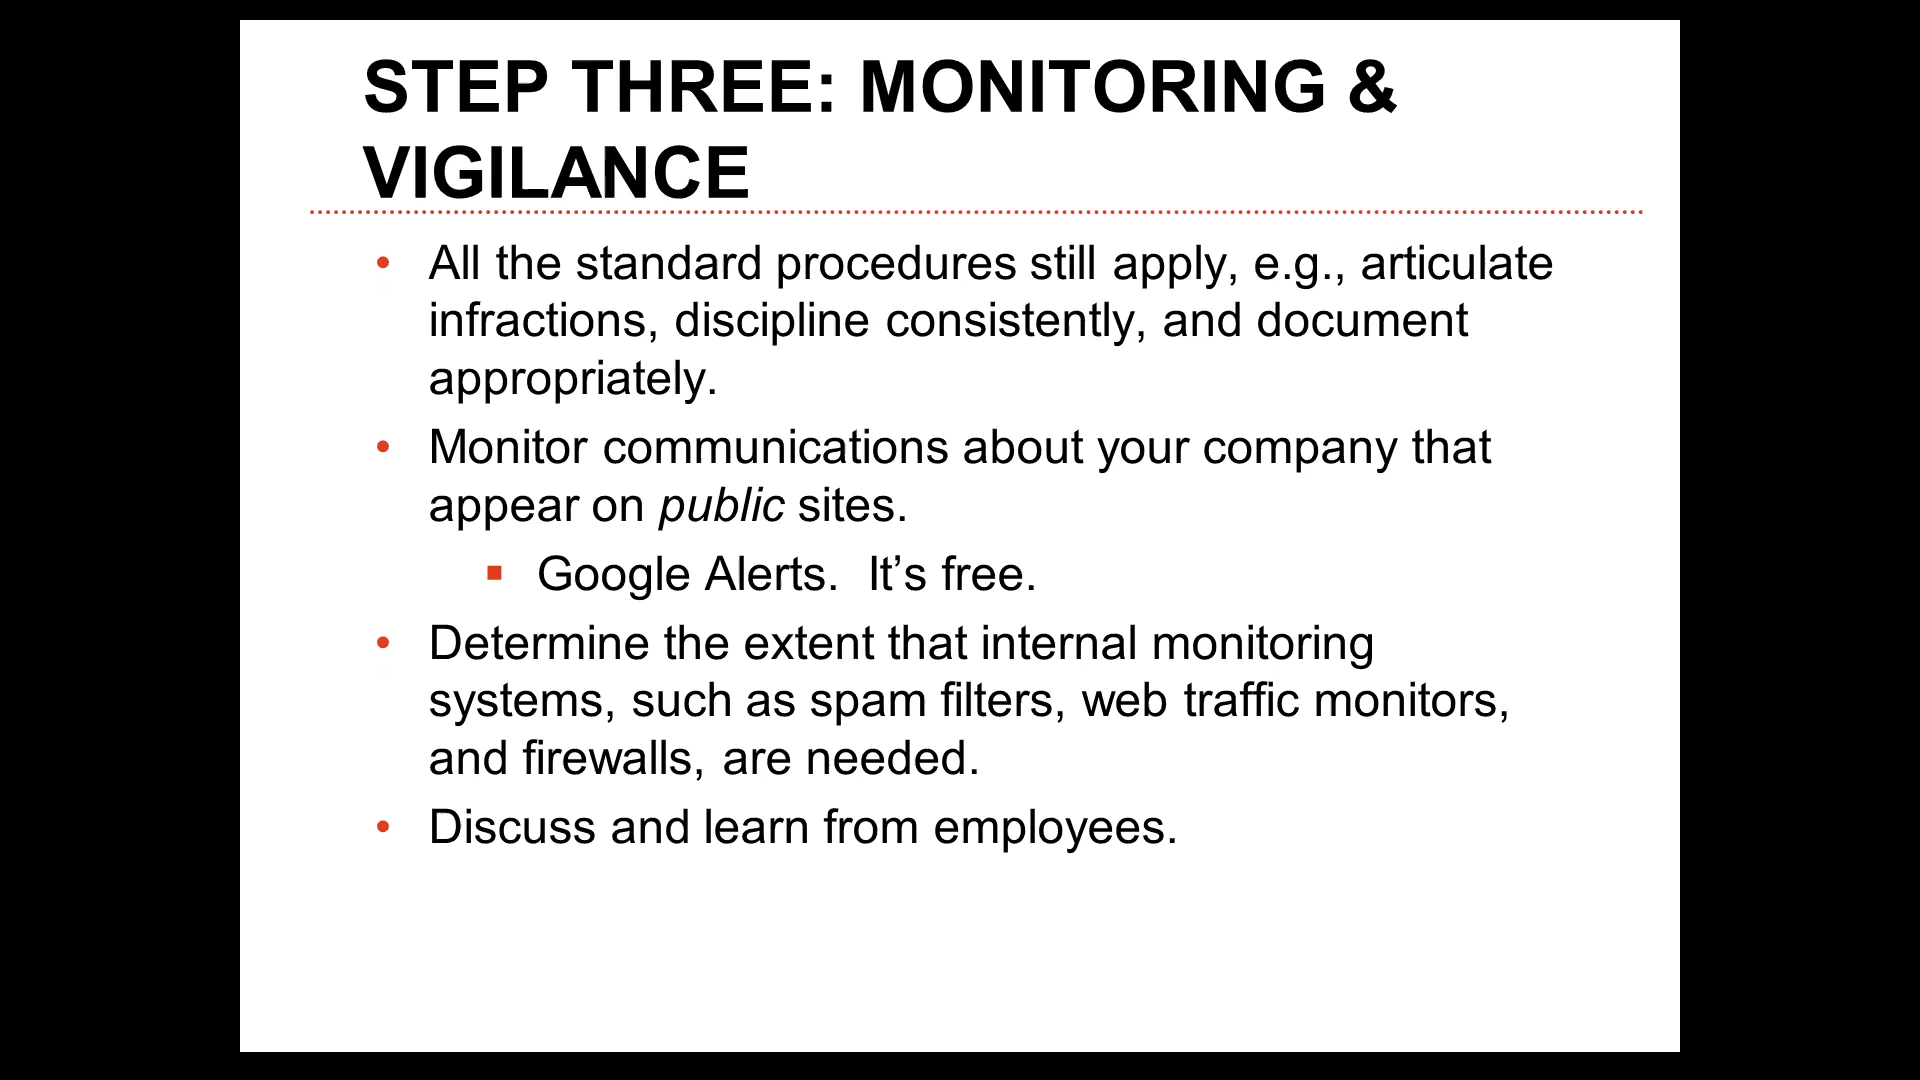 STEP THREE: MONITORING &
VIGILANCE
• All the standard procedures still apply, e.g., articulate
infractions, discipline consistently, and document
appropriately.
• Monitor communications about your company that
appear on public sites.
▪ Google Alerts.  It’s free.
• Determine the extent that internal monitoring
systems, such as spam filters, web traffic monitors,
and firewalls, are needed.
• Discuss and learn from employees.